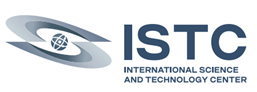 ISTC
INTERNATIONAL SCIENCE
AND TECHNOLOGY CENTER